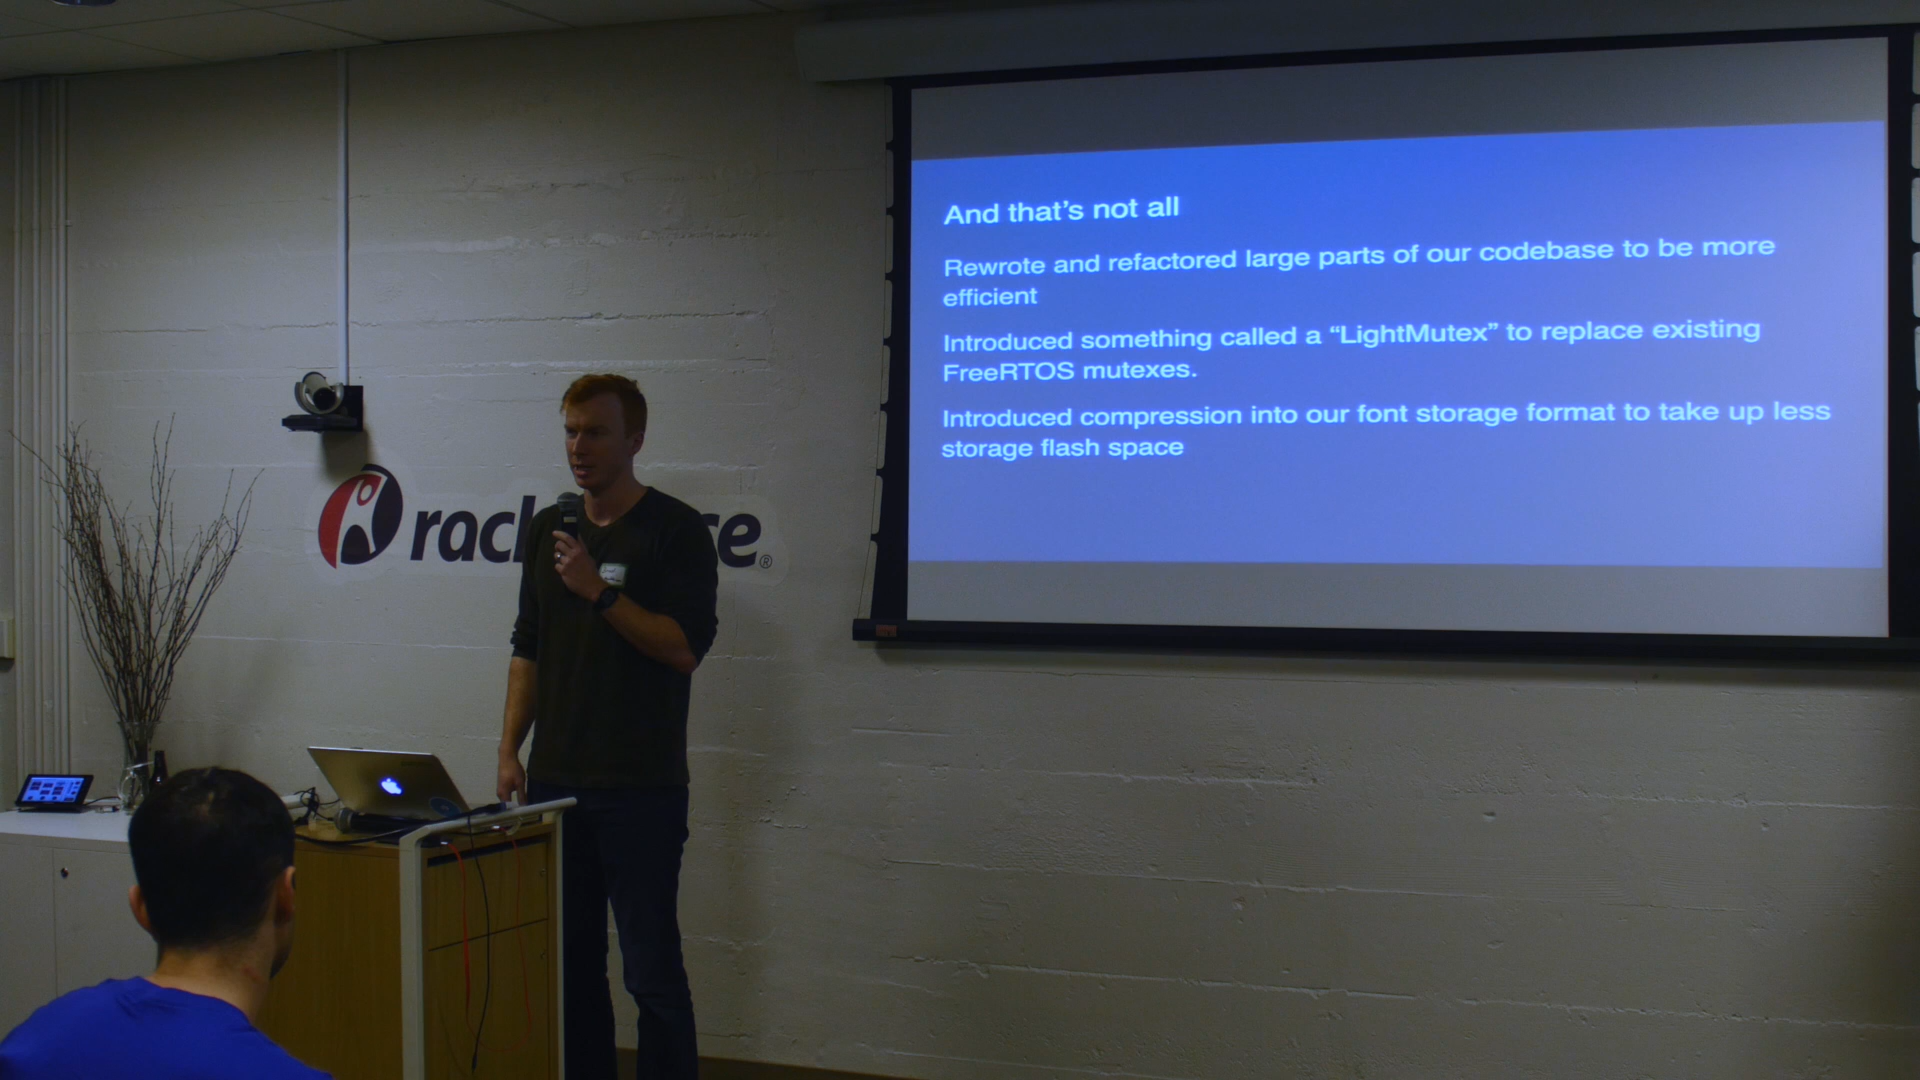 And that's not all
Rewrote and refactored large parts of our codebase to be more
efficient
Introduced something called a “LightMutex” to replace existing
FreeRTOS mutexes.
Introduced compression into our font storage format to take up less
storage flash space
rac ce®